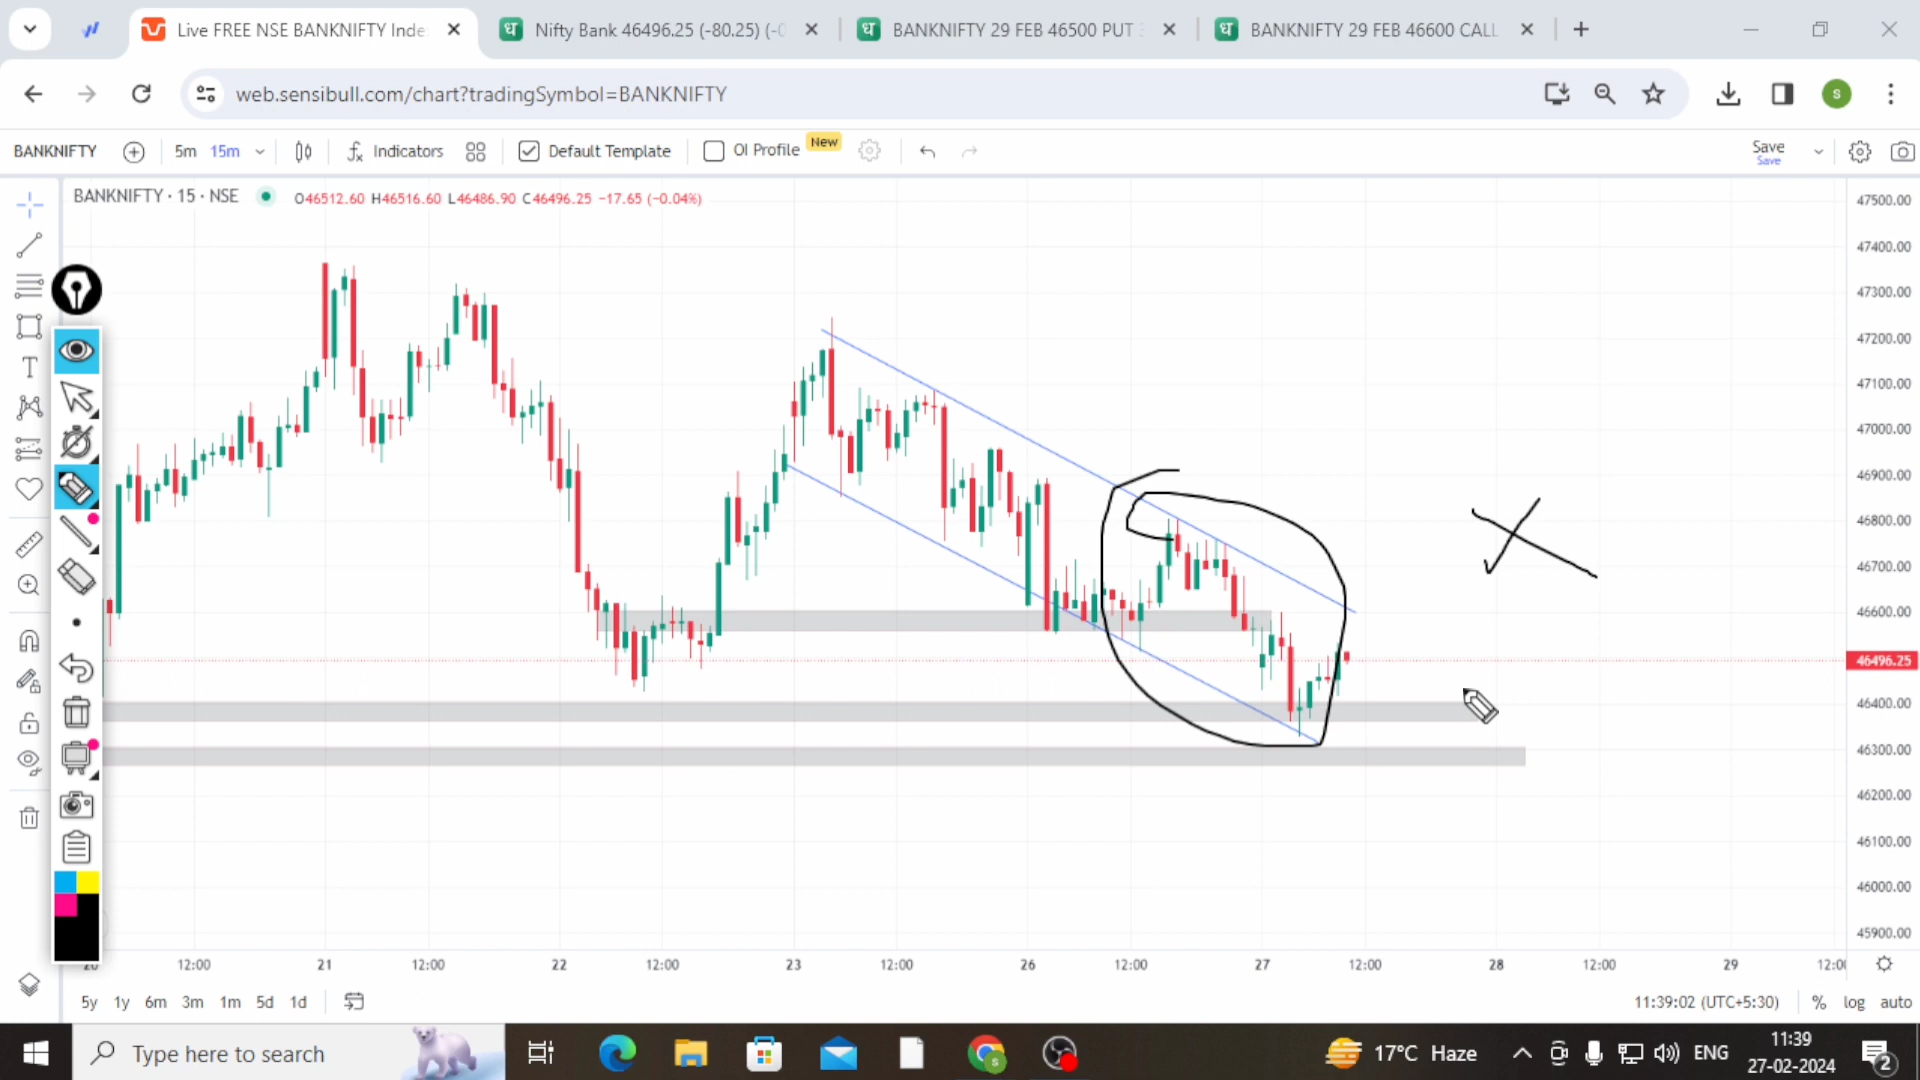 Live FREE NSE BANKNIFTY Inde
Nifty Bank 46496.25 (-80.25) (-0
BANKNIFTY 29 FEB 46500 PUT
BANKNIFTY 29 FEB 46600 CALL
web.sensibull.com/chart?tradingSymbol=BANKNIFTY
s
BANKNIFTY 5m 15m Indicators Default Template OI Profile New Save
Save
BANKNIFTY · 15 · NSE O46512.60 H46516.60 L46486.90 C46496.25 −17.65 (−0.04%)
47500.00
47400.00
47300.00
47200.00
47100.00
47000.00
46900.00
46800.00
46700.00
46600.00
46496.25
46400.00
46300.00
46200.00
46100.00
46000.00
45900.00
20 12:00 21 12:00 22 12:00 23 12:00 26 12:00 27 12:00 28 12:00 29 12:00
5y 1y 6m 3m 1m 5d 1d 11:39:02 (UTC+5:30) % log auto
Type here to search
17°C Haze
ENG
11:39
27-02-2024
2